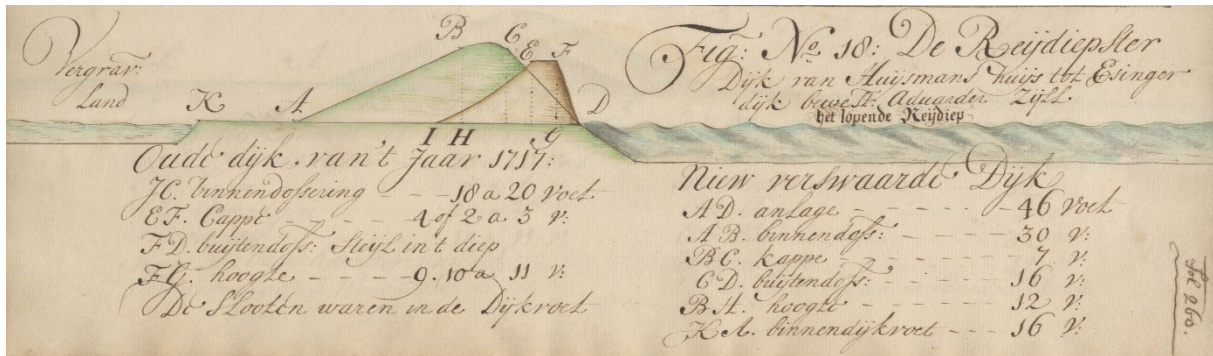 Vergrav:
Land
B C E F
K A D
I H G
Fig: No. 18: De Reijdiepster
Dijk van Huijsmans huijs tot Esinger
dijk bewest Aduarder Zijll
het lopende Reijdiep
Oude dijk van't Jaar 1717:
IE. binnendossering - - 18 a 20 voet
EF. Cappe - - - - 4 of 2 a 3 v:
FD. buijtendoss: Steijl in't diep
FG. hoogte - - - - 9. 10 a 11 v:
De Slooten waren in de Dijkvoet
Niew verswaarde Dijk
AD. anlage - - - - - - 46 voet
AB. binnendoss: - - - - - 30 v:
BC. kappe - - - - - - 7 v:
CD. buijtendoss: - - - - 16 v:
BH. hoogte - - - - - 12 v:
KA. binnendijkvoet - - - 16 v:
fol 260.